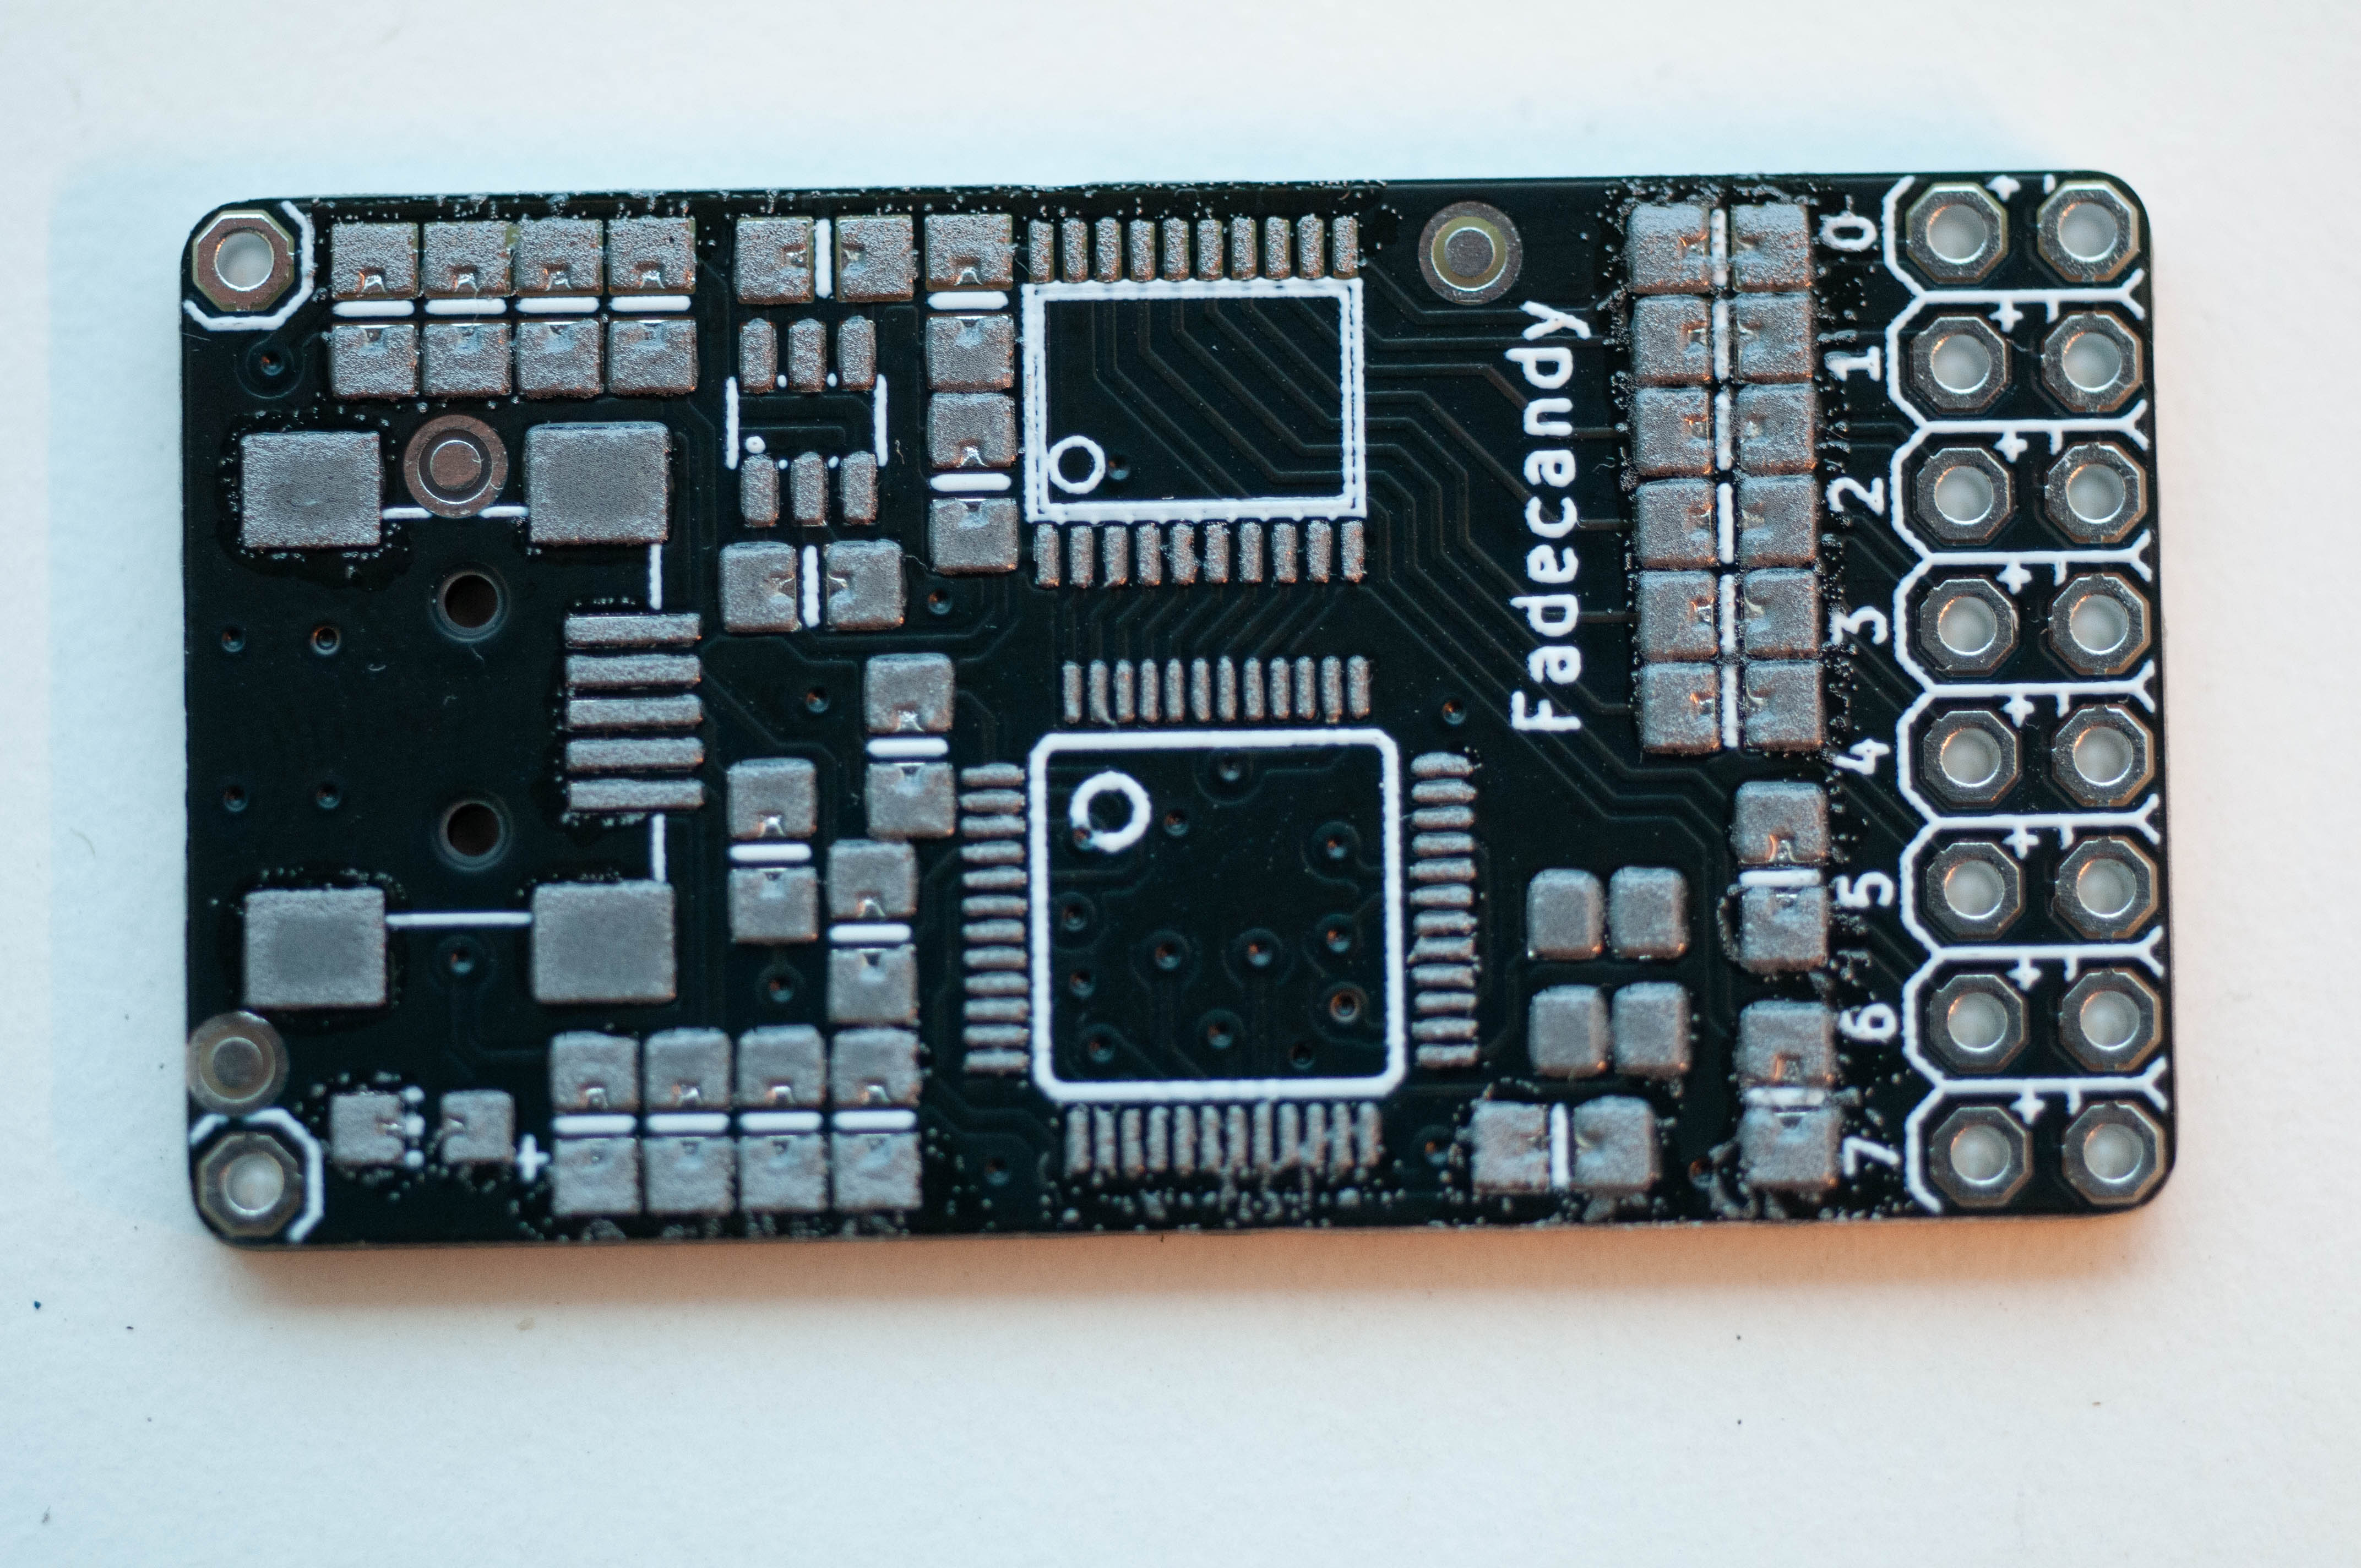 Fadecandy
0 + -
1 + -
2 + -
3 + -
4 + -
5 + -
6 + -
7 + -
+